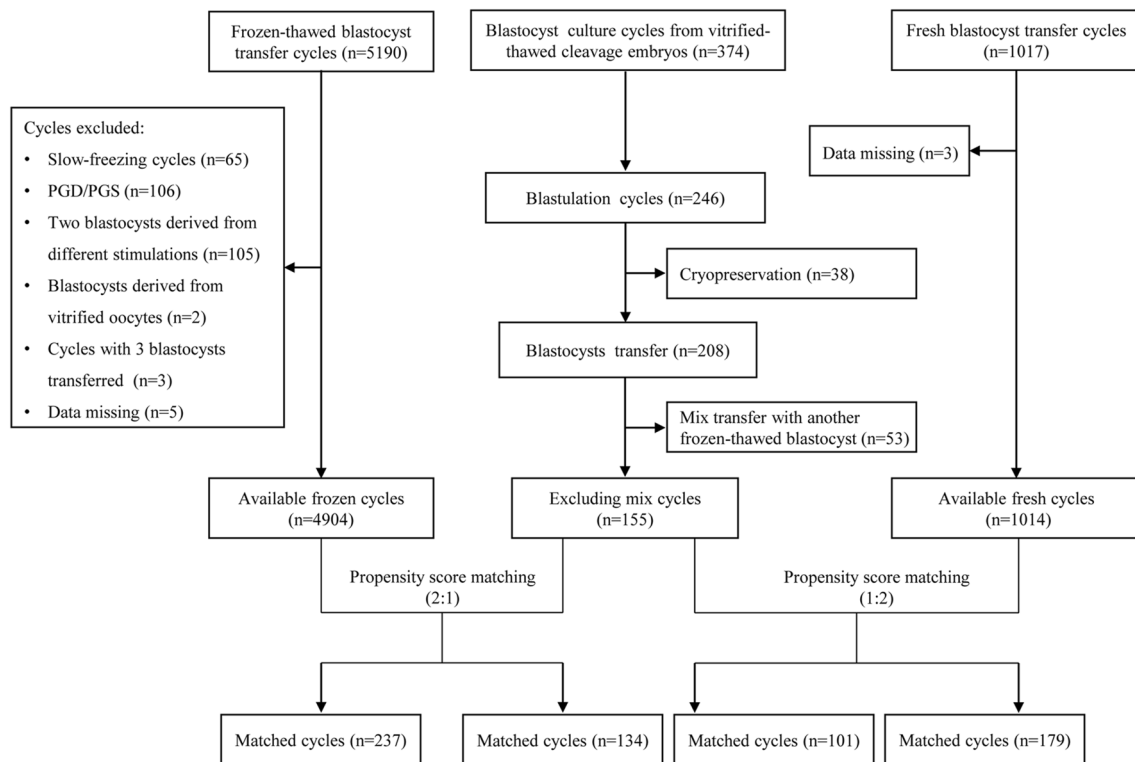 Frozen-thawed blastocyst
transfer cycles (n=5190)
Blastocyst culture cycles from vitrified-
thawed cleavage embryos (n=374)
Fresh blastocyst transfer cycles
(n=1017)
Cycles excluded:
• Slow-freezing cycles (n=65)
• PGD/PGS (n=106)
• Two blastocysts derived from
different stimulations (n=105)
• Blastocysts derived from
vitrified oocytes (n=2)
• Cycles with 3 blastocysts
transferred (n=3)
• Data missing (n=5)
Data missing (n=3)
Blastulation cycles (n=246)
Cryopreservation (n=38)
Blastocysts transfer (n=208)
Mix transfer with another
frozen-thawed blastocyst (n=53)
Available frozen cycles
(n=4904)
Excluding mix cycles
(n=155)
Available fresh cycles
(n=1014)
Propensity score matching
(2:1)
Propensity score matching
(1:2)
Matched cycles (n=237)
Matched cycles (n=134)
Matched cycles (n=101)
Matched cycles (n=179)